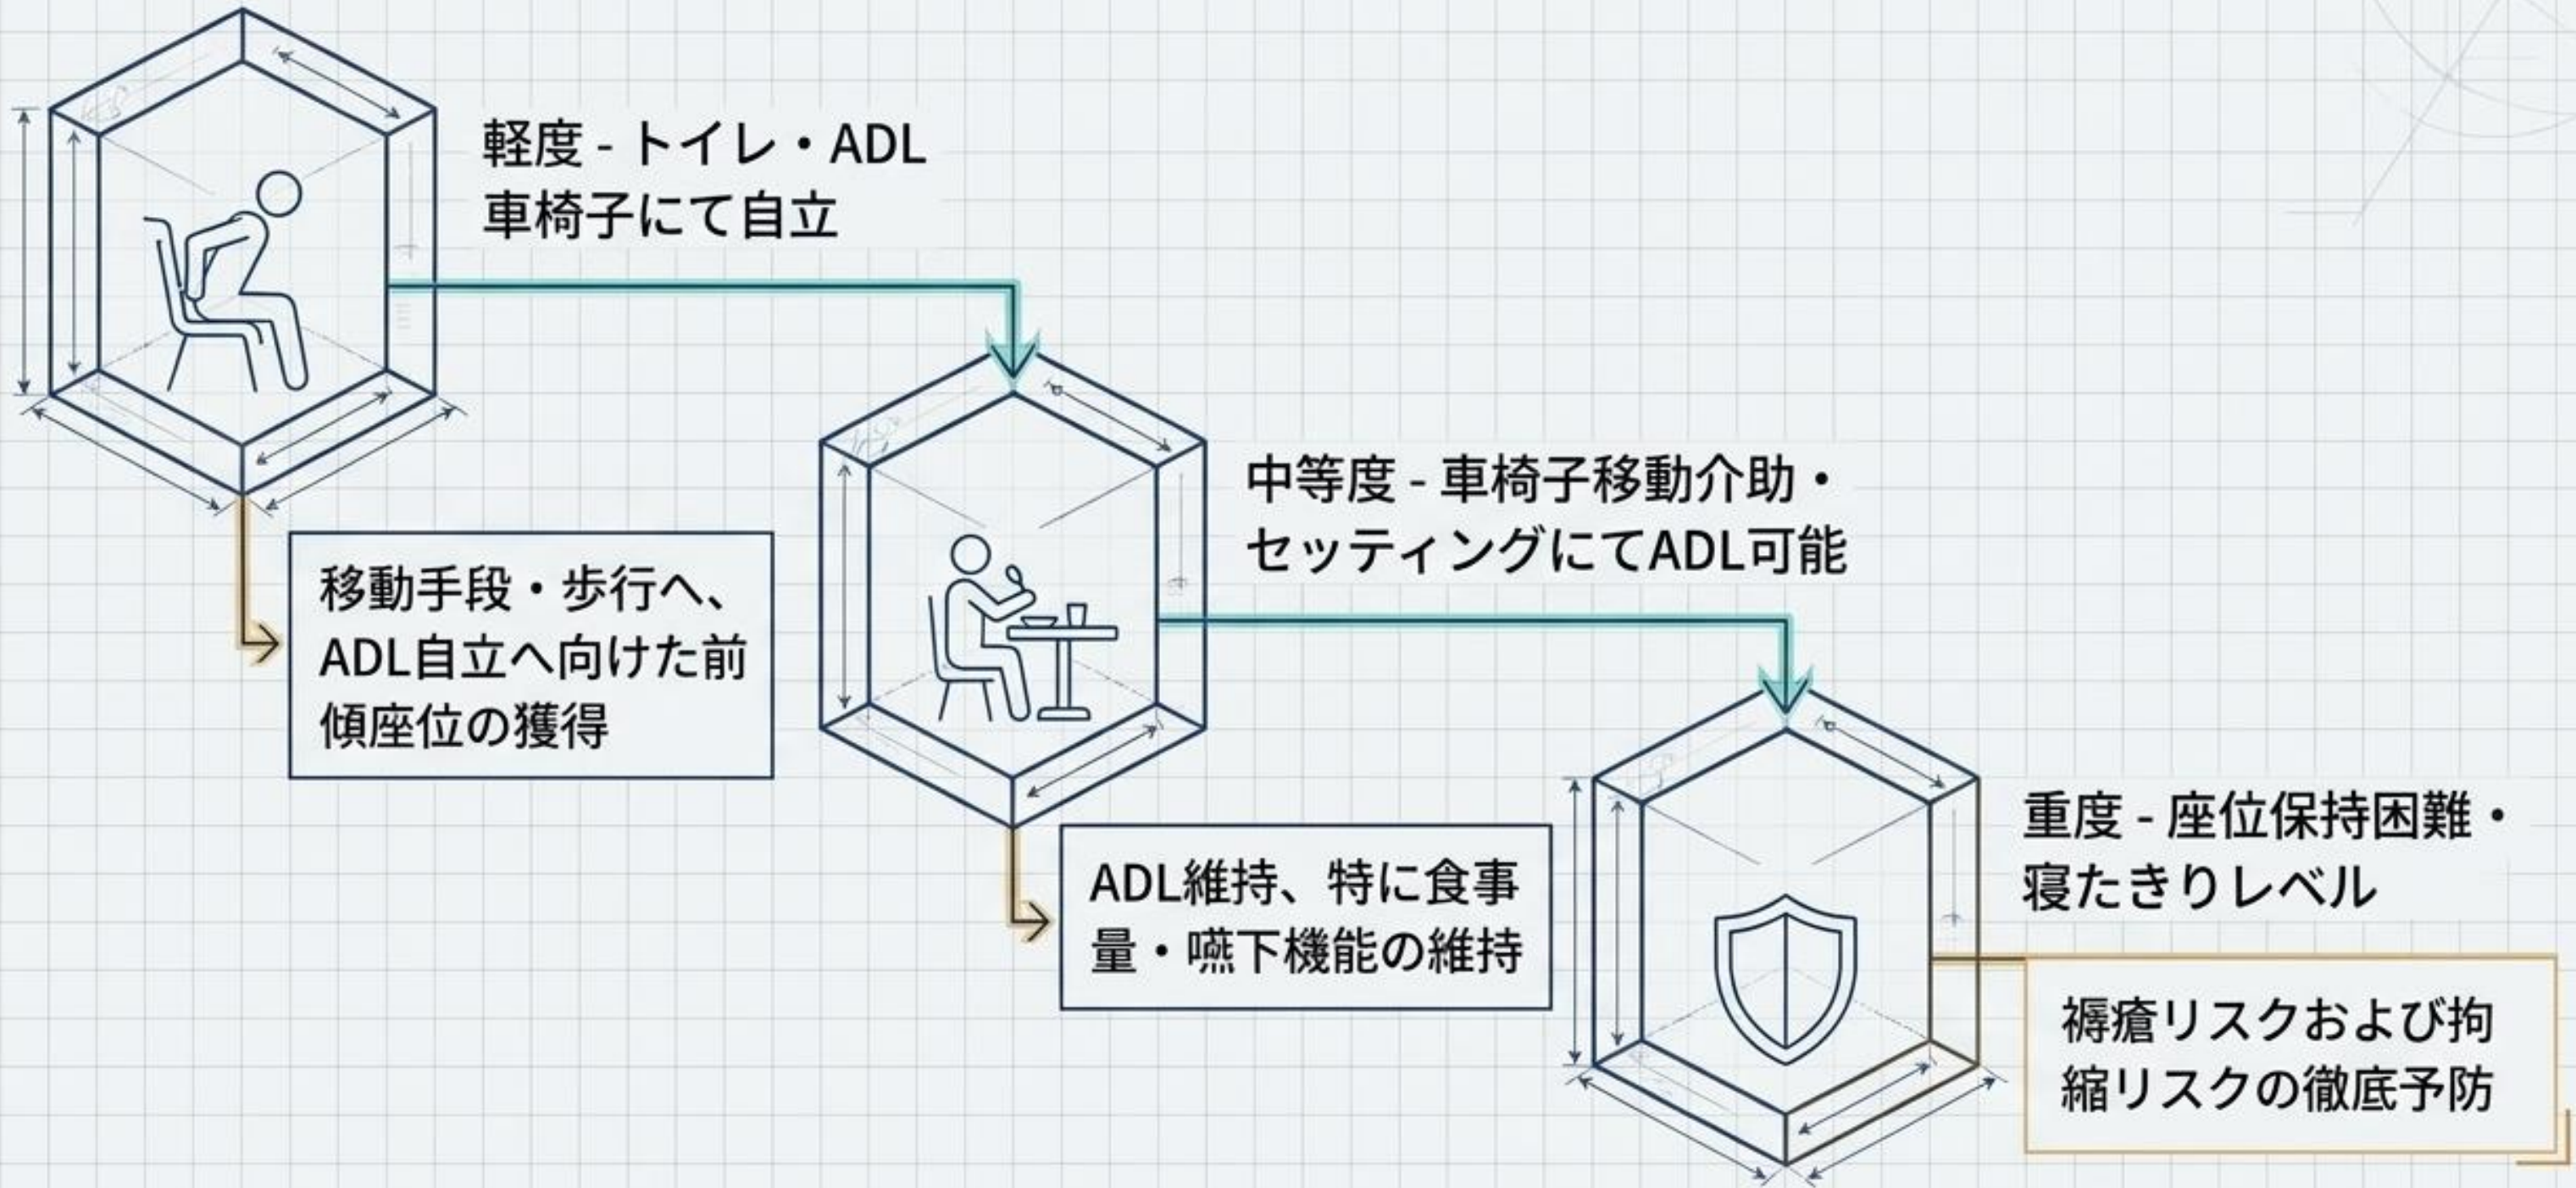 軽度 - トイレ・ADL
車椅子にて自立
移動手段・歩行へ、
ADL自立へ向けた前
傾座位の獲得
中等度 - 車椅子移動介助・
セッティングにてADL可能
ADL維持、特に食事
量・嚥下機能の維持
重度 - 座位保持困難・
寝たきりレベル
褥瘡リスクおよび拘
縮リスクの徹底予防